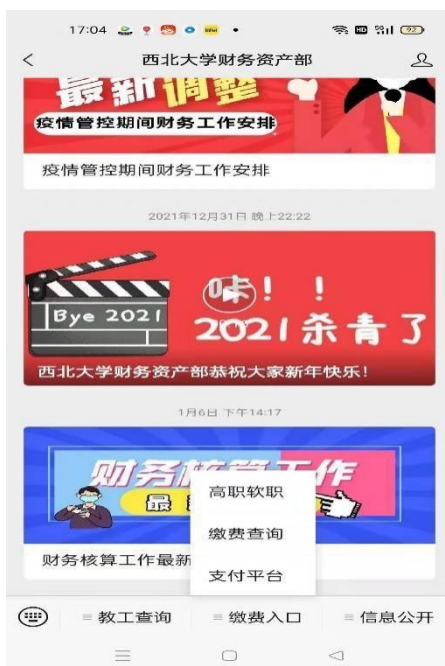 17:04
HD
92
西北大学财务资产部
最新调整
疫情管控期间财务工作安排
疫情管控期间财务工作安排
2021年12月31日 晚上22:22
Bye 2021
咔！！
2021杀青了
西北大学财务资产部恭祝大家新年快乐！
1月6日 下午14:17
财务核算工作
最
财务核算工作最新
高职软职
缴费查询
支付平台
教工查询
缴费入口
信息公开